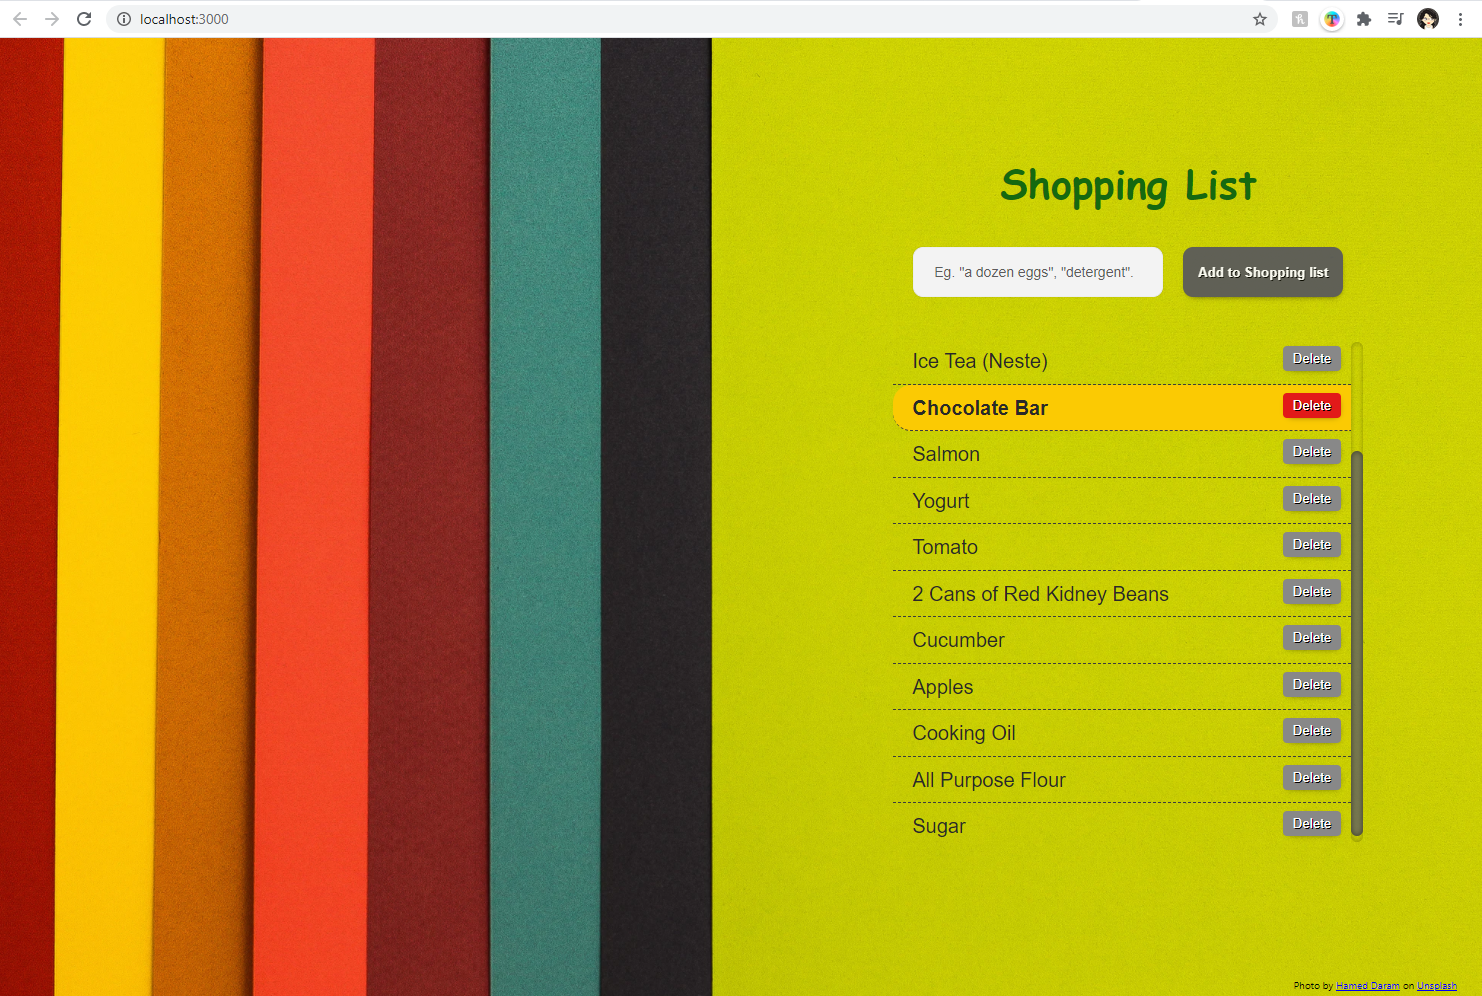 localhost:3000
Shopping List
Eg. "a dozen eggs", "detergent".
Add to Shopping list
Ice Tea (Neste) Delete
Chocolate Bar Delete
Salmon Delete
Yogurt Delete
Tomato Delete
2 Cans of Red Kidney Beans Delete
Cucumber Delete
Apples Delete
Cooking Oil Delete
All Purpose Flour Delete
Sugar Delete
Photo by Hamed Daram on Unsplash